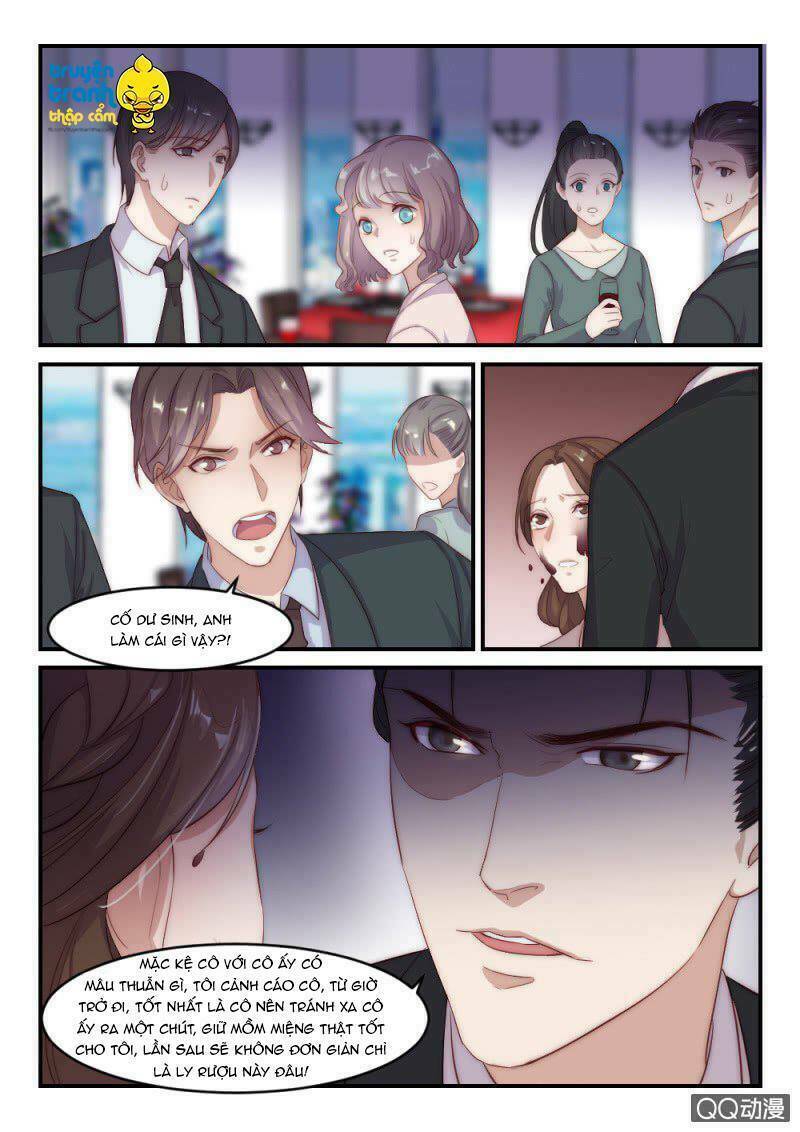 truyện
tranh
thập cẩm
CỐ DƯ SINH, ANH
LÀM CÁI GÌ VẬY?!
MẶC KỆ CÔ VỚI CÔ ẤY CÓ
MÂU THUẪN GÌ, TÔI CẢNH CÁO CÔ, TỪ GIỜ
TRỞ ĐI, TỐT NHẤT LÀ CÔ NÊN TRÁNH XA CÔ
ẤY RA MỘT CHÚT, GIỮ MỒM MIỆNG THẬT TỐT
CHO TÔI, LẦN SAU SẼ KHÔNG ĐƠN GIẢN CHỈ
LÀ LY RƯỢU NÀY ĐÂU!
QQ动漫